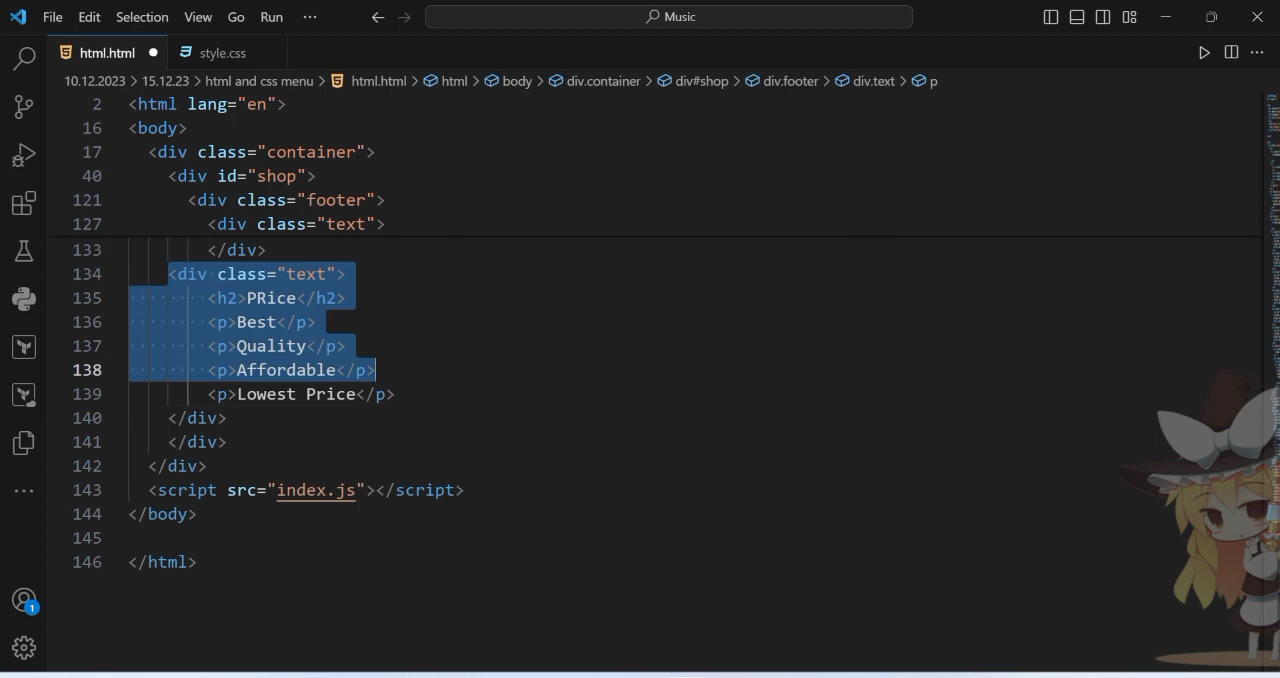 File Edit Selection View Go Run ··· Music
html.html style.css
10.12.2023 > 15.12.23 > html and css menu > html.html > html > body > div.container > div#shop > div.footer > div.text > p
2 <html lang="en">
16 <body>
17 <div class="container">
40 <div id="shop">
121 <div class="footer">
127 <div class="text">
133 </div>
134 <div class="text">
135 <h2>PRice</h2>
136 <p>Best</p>
137 <p>Quality</p>
138 <p>Affordable</p>
139 <p>Lowest Price</p>
140 </div>
141 </div>
142 </div>
143 <script src="index.js"></script>
144 </body>
145
146 </html>
1